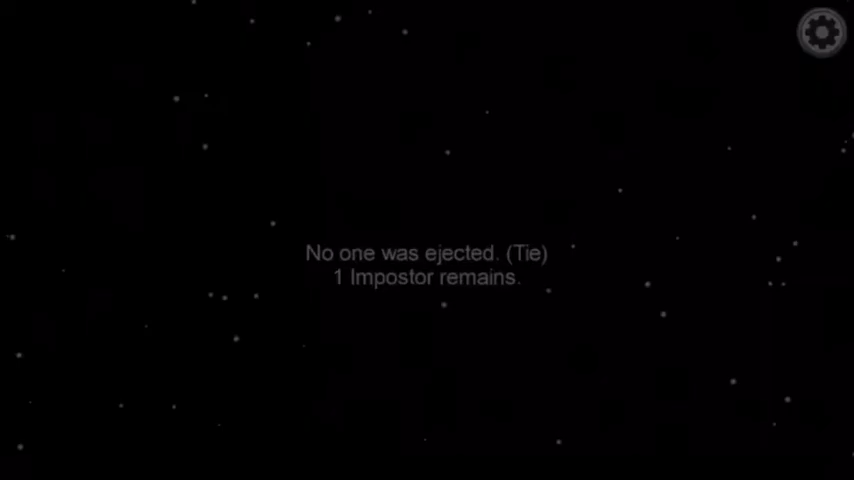 No one was ejected. (Tie)
1 Impostor remains.